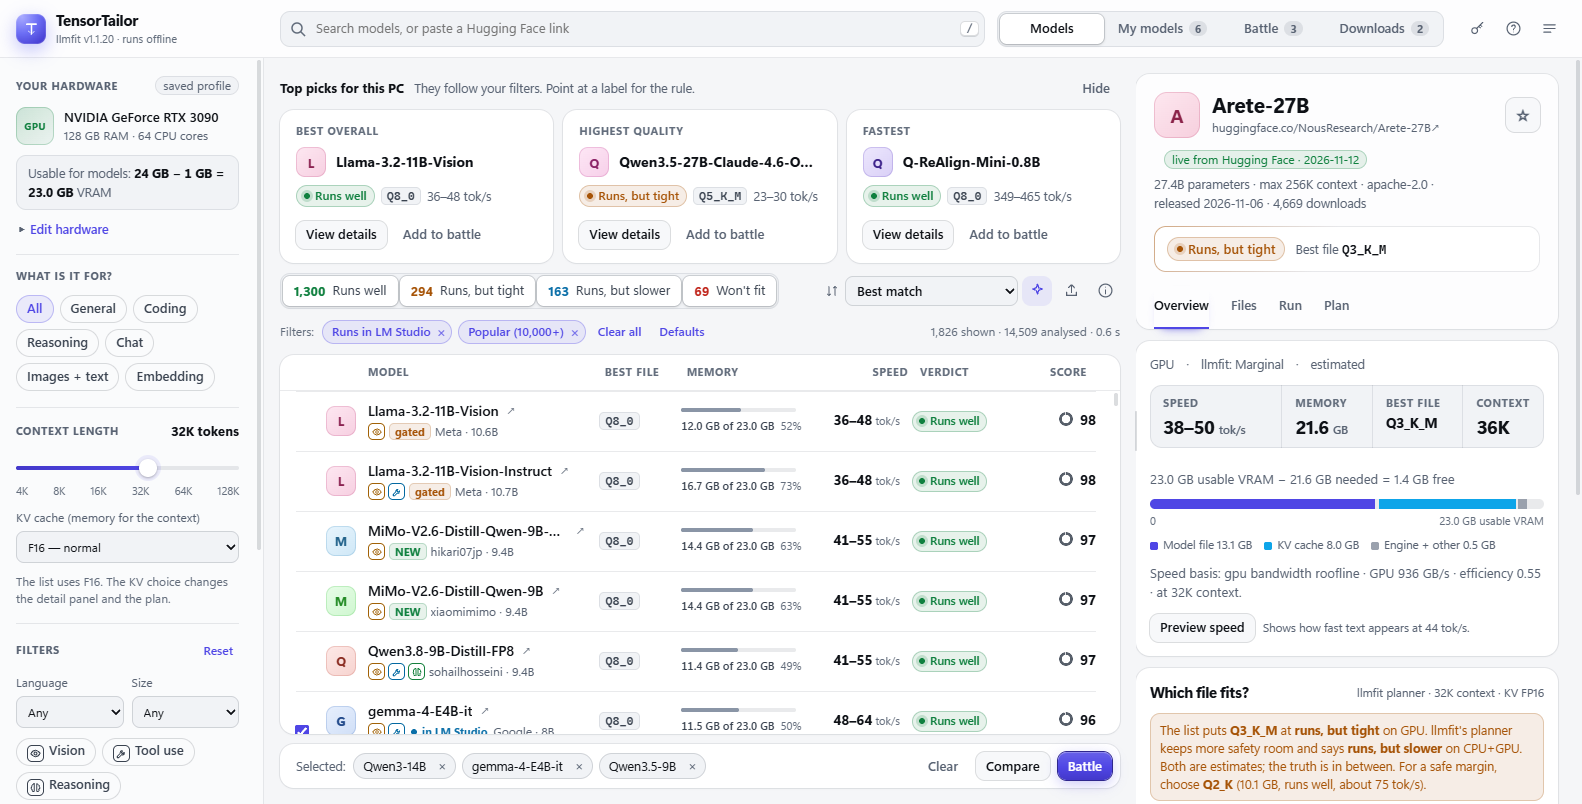 TensorTailor
llmfit v1.1.20 · runs offline
Search models, or paste a Hugging Face link
/
Models
My models 6
Battle 3
Downloads 2
YOUR HARDWARE
saved profile
GPU
NVIDIA GeForce RTX 3090
128 GB RAM · 64 CPU cores
Usable for models: 24 GB − 1 GB =
23.0 GB VRAM
Edit hardware
WHAT IS IT FOR?
All
General
Coding
Reasoning
Chat
Images + text
Embedding
CONTEXT LENGTH
32K tokens
4K 8K 16K 32K 64K 128K
KV cache (memory for the context)
F16 — normal
The list uses F16. The KV choice changes
the detail panel and the plan.
FILTERS
Reset
Language
Size
Any
Any
Vision
Tool use
Reasoning
Top picks for this PC They follow your filters. Point at a label for the rule.
Hide
BEST OVERALL
L Llama-3.2-11B-Vision
Runs well Q8_0 36–48 tok/s
View details Add to battle
HIGHEST QUALITY
Q Qwen3.5-27B-Claude-4.6-O...
Runs, but tight Q5_K_M 23–30 tok/s
View details Add to battle
FASTEST
Q Q-ReAlign-Mini-0.8B
Runs well Q8_0 349–465 tok/s
View details Add to battle
1,300 Runs well
294 Runs, but tight
163 Runs, but slower
69 Won't fit
Best match
Filters:
Runs in LM Studio ×
Popular (10,000+) ×
Clear all
Defaults
1,826 shown · 14,509 analysed · 0.6 s
MODEL BEST FILE MEMORY SPEED VERDICT SCORE
L Llama-3.2-11B-Vision ↗
gated Meta · 10.6B
Q8_0
12.0 GB of 23.0 GB 52%
36–48 tok/s
Runs well
98
L Llama-3.2-11B-Vision-Instruct ↗
gated Meta · 10.7B
Q8_0
16.7 GB of 23.0 GB 73%
36–48 tok/s
Runs well
98
M MiMo-V2.6-Distill-Qwen-9B-... ↗
NEW hikari07jp · 9.4B
Q8_0
14.4 GB of 23.0 GB 63%
41–55 tok/s
Runs well
97
M MiMo-V2.6-Distill-Qwen-9B ↗
NEW xiaomimimo · 9.4B
Q8_0
14.4 GB of 23.0 GB 63%
41–55 tok/s
Runs well
97
Q Qwen3.8-9B-Distill-FP8 ↗
sohailhosseini · 9.4B
Q8_0
11.4 GB of 23.0 GB 49%
41–55 tok/s
Runs well
97
G gemma-4-E4B-it ↗
in LM Studio Google · 8B
Q8_0
11.5 GB of 23.0 GB 50%
48–64 tok/s
Runs well
96
Selected:
Qwen3-14B ×
gemma-4-E4B-it ×
Qwen3.5-9B ×
Clear
Compare
Battle
A
Arete-27B
huggingface.co/NousResearch/Arete-27B↗
live from Hugging Face · 2026-11-12
27.4B parameters · max 256K context · apache-2.0 ·
released 2026-11-06 · 4,669 downloads
Runs, but tight Best file Q3_K_M
Overview
Files
Run
Plan
GPU · llmfit: Marginal · estimated
SPEED
38–50 tok/s
MEMORY
21.6 GB
BEST FILE
Q3_K_M
CONTEXT
36K
23.0 GB usable VRAM − 21.6 GB needed = 1.4 GB free
0
23.0 GB usable VRAM
Model file 13.1 GB KV cache 8.0 GB Engine + other 0.5 GB
Speed basis: gpu bandwidth roofline · GPU 936 GB/s · efficiency 0.55
· at 32K context.
Preview speed Shows how fast text appears at 44 tok/s.
Which file fits?
llmfit planner · 32K context · KV FP16
The list puts Q3_K_M at runs, but tight on GPU. llmfit's planner
keeps more safety room and says runs, but slower on CPU+GPU.
Both are estimates; the truth is in between. For a safe margin,
choose Q2_K (10.1 GB, runs well, about 75 tok/s).